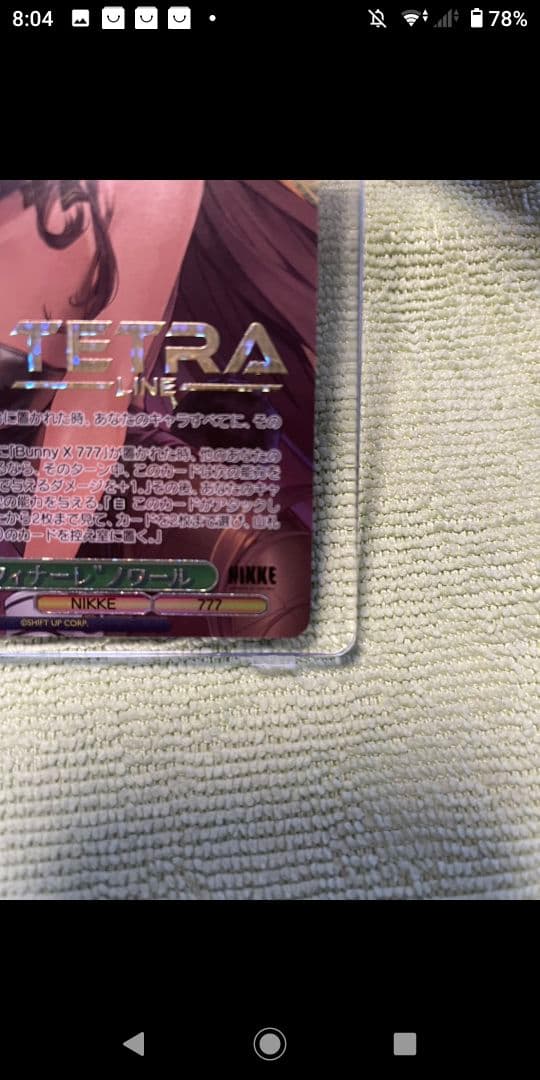 8:04
78%
TETRA
LINE
に置かれた時、あなたのキャラすべてに、その
に「Bunny X 777」が置かれた時、他のあなたの
るなら、そのターン中、このカードは次の能力を
で与えるダメージを+1。』その後、あなたのキャ
の能力を与える。『自 このカードがアタックし
から2枚まで見て、カードを2枚まで選び、山札
のカードを控え室に置く。』
ウィナー レ”ノワール
NIKKE
NIKKE 777
©SHIFT UP CORP.